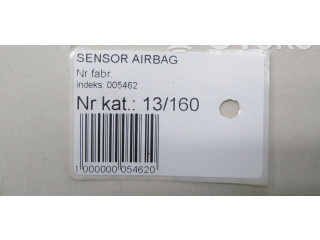 SENSOR AIRBAG
Nr fabr.
Indeks: 005462
Nr kat.: 13/160
1 000000 054620